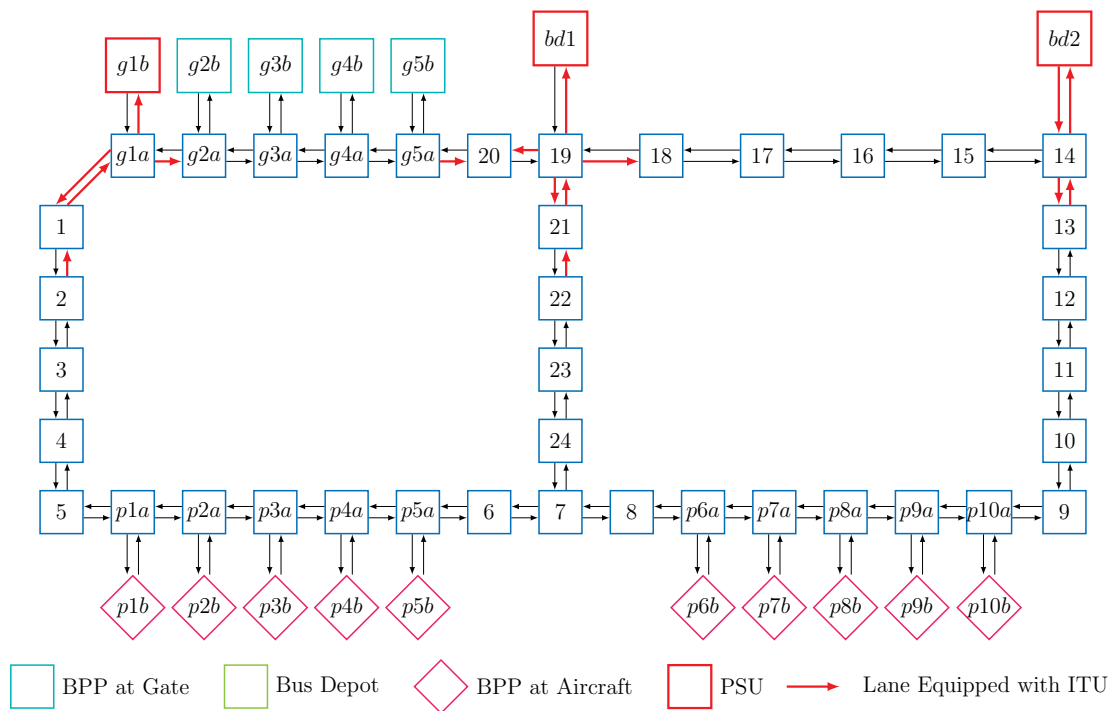 g1b g2b g3b g4b g5b bd1 bd2
g1a g2a g3a g4a g5a 20 19 18 17 16 15 14
1 21 13
2 22 12
3 23 11
4 24 10
5 p1a p2a p3a p4a p5a 6 7 8 p6a p7a p8a p9a p10a 9
p1b p2b p3b p4b p5b p6b p7b p8b p9b p10b
BPP at Gate Bus Depot BPP at Aircraft PSU Lane Equipped with ITU